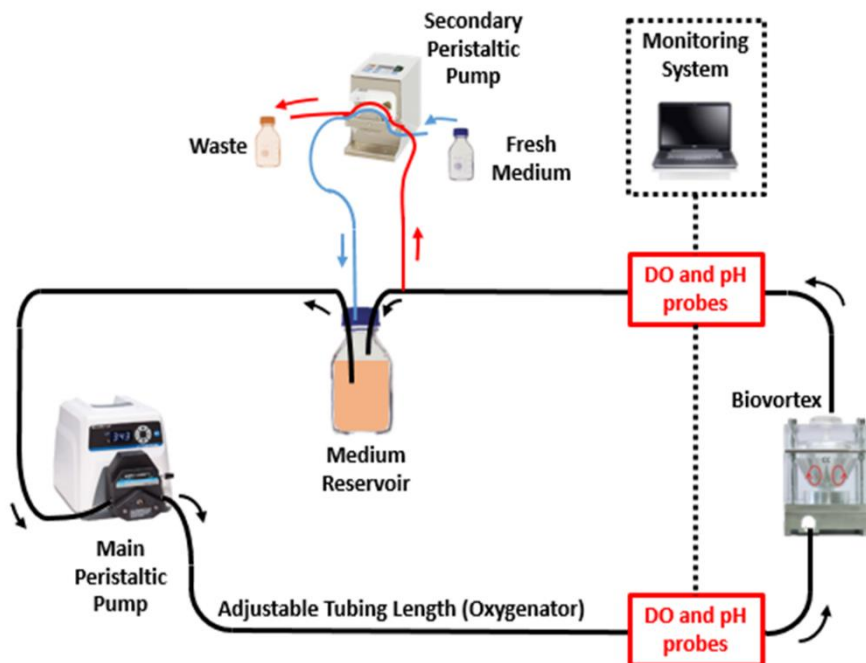 Secondary
Peristaltic
Pump
Monitoring
System
Waste
Fresh
Medium
DO and pH
probes
Biovortex
Medium
Reservoir
Main
Peristaltic
Pump
Adjustable Tubing Length (Oxygenator)
DO and pH
probes